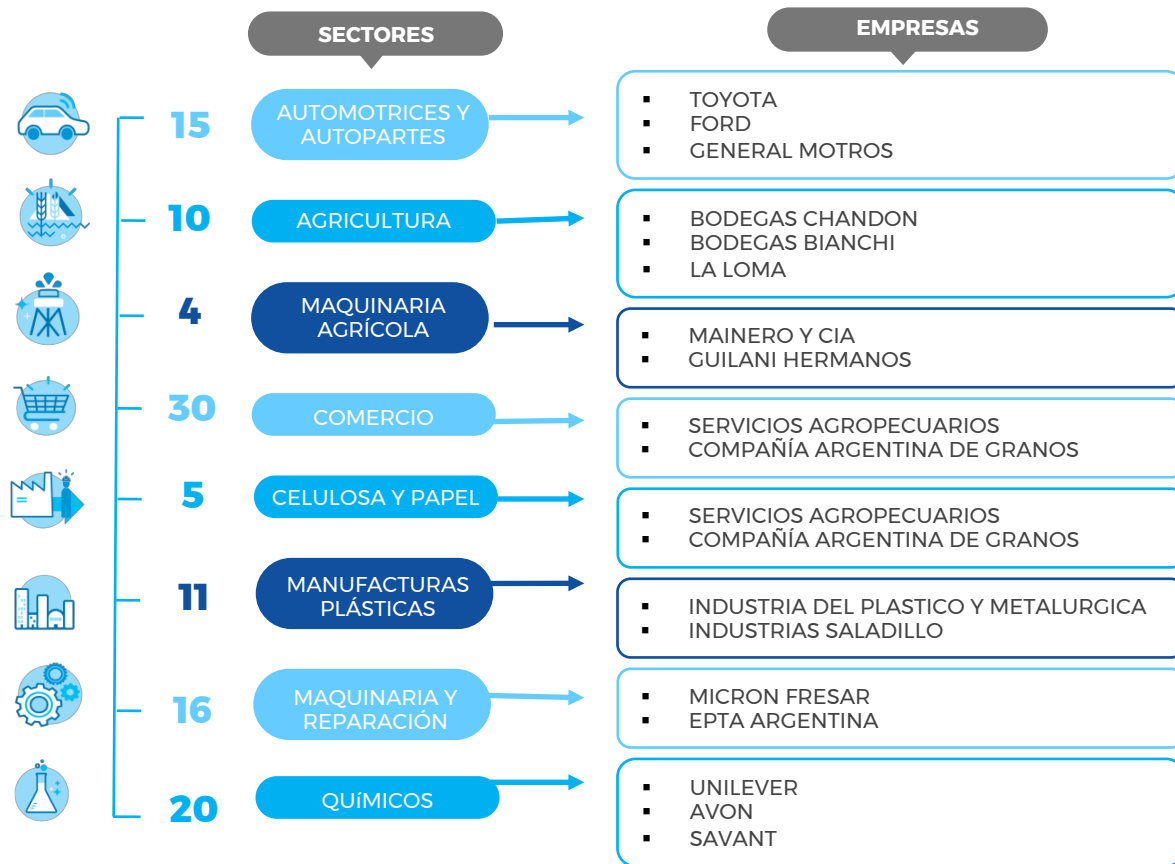 SECTORES
EMPRESAS
15
AUTOMOTRICES Y
AUTOPARTES
▪ TOYOTA
▪ FORD
▪ GENERAL MOTROS
10
AGRICULTURA
▪ BODEGAS CHANDON
▪ BODEGAS BIANCHI
▪ LA LOMA
4
MAQUINARIA
AGRÍCOLA
▪ MAINERO Y CIA
▪ GUILANI HERMANOS
30
COMERCIO
▪ SERVICIOS AGROPECUARIOS
▪ COMPAÑÍA ARGENTINA DE GRANOS
5
CELULOSA Y PAPEL
▪ SERVICIOS AGROPECUARIOS
▪ COMPAÑÍA ARGENTINA DE GRANOS
11
MANUFACTURAS
PLÁSTICAS
▪ INDUSTRIA DEL PLASTICO Y METALURGICA
▪ INDUSTRIAS SALADILLO
16
MAQUINARIA Y
REPARACIÓN
▪ MICRON FRESAR
▪ EPTA ARGENTINA
20
QUíMICOS
▪ UNILEVER
▪ AVON
▪ SAVANT